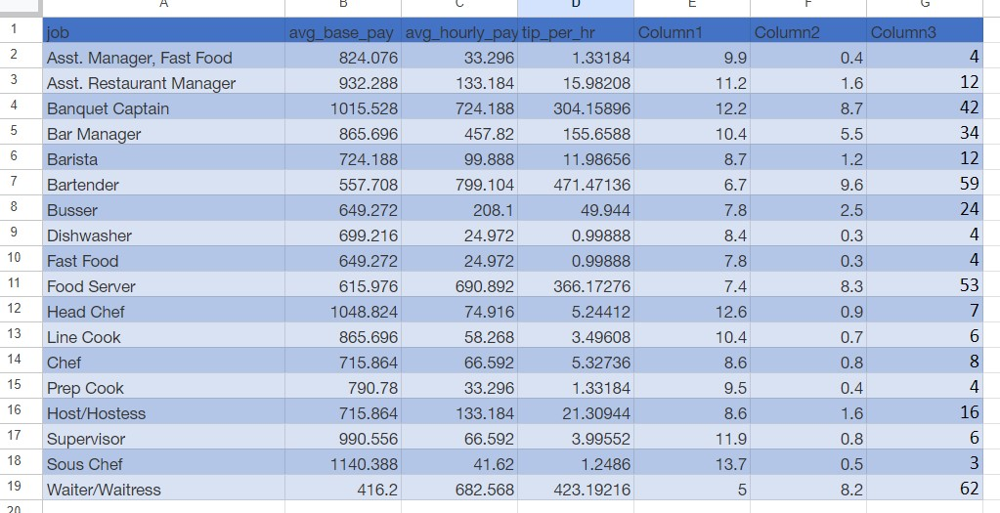 A B C D E F G
1 job avg_base_pay avg_hourly_pay tip_per_hr Column1 Column2 Column3
2 Asst. Manager, Fast Food 824.076 33.296 1.33184 9.9 0.4 4
3 Asst. Restaurant Manager 932.288 133.184 15.98208 11.2 1.6 12
4 Banquet Captain 1015.528 724.188 304.15896 12.2 8.7 42
5 Bar Manager 865.696 457.82 155.6588 10.4 5.5 34
6 Barista 724.188 99.888 11.98656 8.7 1.2 12
7 Bartender 557.708 799.104 471.47136 6.7 9.6 59
8 Busser 649.272 208.1 49.944 7.8 2.5 24
9 Dishwasher 699.216 24.972 0.99888 8.4 0.3 4
10 Fast Food 649.272 24.972 0.99888 7.8 0.3 4
11 Food Server 615.976 690.892 366.17276 7.4 8.3 53
12 Head Chef 1048.824 74.916 5.24412 12.6 0.9 7
13 Line Cook 865.696 58.268 3.49608 10.4 0.7 6
14 Chef 715.864 66.592 5.32736 8.6 0.8 8
15 Prep Cook 790.78 33.296 1.33184 9.5 0.4 4
16 Host/Hostess 715.864 133.184 21.30944 8.6 1.6 16
17 Supervisor 990.556 66.592 3.99552 11.9 0.8 6
18 Sous Chef 1140.388 41.62 1.2486 13.7 0.5 3
19 Waiter/Waitress 416.2 682.568 423.19216 5 8.2 62
20